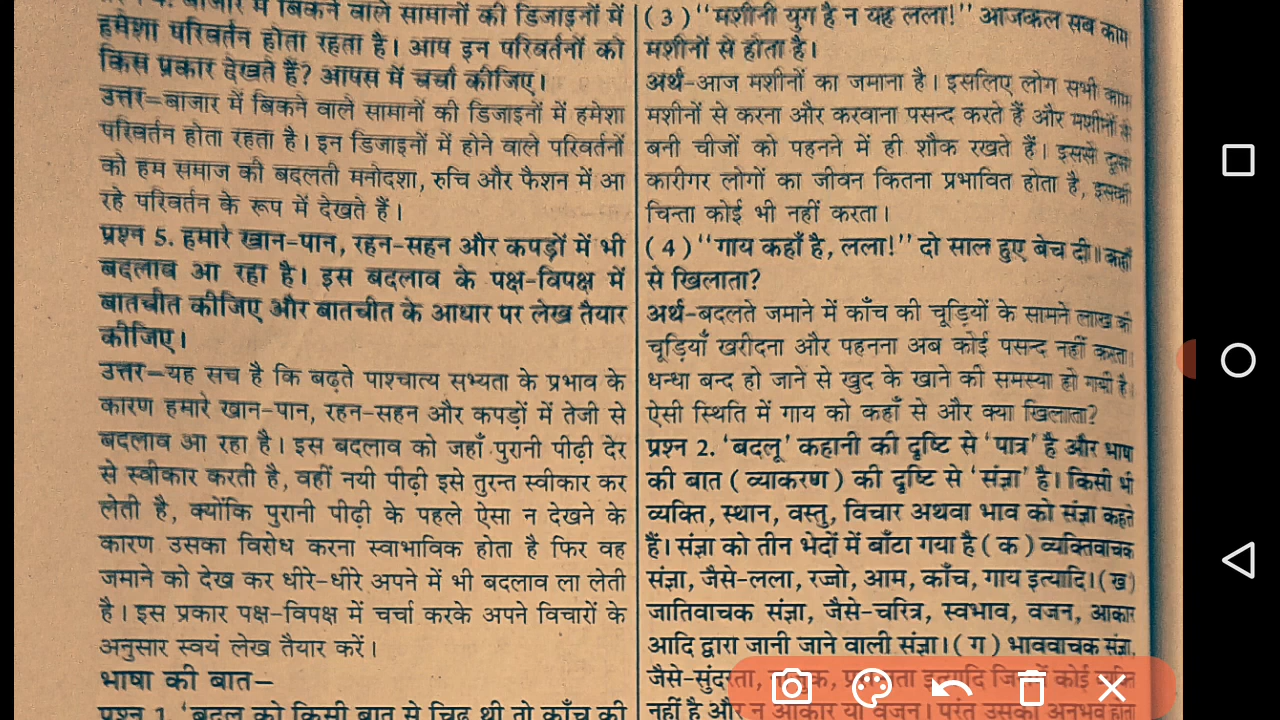 बाजार में बिकने वाले सामानों की डिजाइनों में
हमेशा परिवर्तन होता रहता है। आप इन परिवर्तनों को
किस प्रकार देखते हैं? आपस में चर्चा कीजिए।
उत्तर–बाजार में बिकने वाले सामानों की डिजाइनों में हमेशा
परिवर्तन होता रहता है। इन डिजाइनों में होने वाले परिवर्तनों
को हम समाज की बदलती मनोदशा, रुचि और फैशन में आ
रहे परिवर्तन के रूप में देखते हैं।
प्रश्न 5. हमारे खान-पान, रहन-सहन और कपड़ों में भी
बदलाव आ रहा है। इस बदलाव के पक्ष-विपक्ष में
बातचीत कीजिए और बातचीत के आधार पर लेख तैयार
कीजिए।
उत्तर–यह सच है कि बढ़ते पाश्चात्य सभ्यता के प्रभाव के
कारण हमारे खान-पान, रहन-सहन और कपड़ों में तेजी से
बदलाव आ रहा है। इस बदलाव को जहाँ पुरानी पीढ़ी देर
से स्वीकार करती है, वहीं नयी पीढ़ी इसे तुरन्त स्वीकार कर
लेती है, क्योंकि पुरानी पीढ़ी के पहले ऐसा न देखने के
कारण उसका विरोध करना स्वाभाविक होता है फिर वह
जमाने को देख कर धीरे-धीरे अपने में भी बदलाव ला लेती
है। इस प्रकार पक्ष-विपक्ष में चर्चा करके अपने विचारों के
अनुसार स्वयं लेख तैयार करें।
भाषा की बात–
प्रश्न 1. 'बदलू को किसी बात से चिढ़ थी तो काँच की
( 3 ) "मशीनी युग है न यह लला!" आजकल सब काम
मशीनों से होता है।
अर्थ–आज मशीनों का जमाना है। इसलिए लोग सभी काम
मशीनों से करना और करवाना पसन्द करते हैं और मशीनों से
बनी चीजों को पहनने में ही शौक रखते हैं। इससे दूसरे
कारीगर लोगों का जीवन कितना प्रभावित होता है, इसकी
चिन्ता कोई भी नहीं करता।
( 4 ) "गाय कहाँ है, लला!" दो साल हुए बेच दी। कहाँ
से खिलाता?
अर्थ–बदलते जमाने में काँच की चूड़ियों के सामने लाख की
चूड़ियाँ खरीदना और पहनना अब कोई पसन्द नहीं करता।
धन्धा बन्द हो जाने से खुद के खाने की समस्या हो गयी है।
ऐसी स्थिति में गाय को कहाँ से और क्या खिलाता?
प्रश्न 2. 'बदलू' कहानी की दृष्टि से 'पात्र' है और भाषा
की बात ( व्याकरण ) की दृष्टि से 'संज्ञा' है। किसी भी
व्यक्ति, स्थान, वस्तु, विचार अथवा भाव को संज्ञा कहते
हैं। संज्ञा को तीन भेदों में बाँटा गया है ( क ) व्यक्तिवाचक
संज्ञा, जैसे-लला, रज्जो, आम, काँच, गाय इत्यादि। ( ख )
जातिवाचक संज्ञा, जैसे-चरित्र, स्वभाव, वजन, आकार
आदि द्वारा जानी जाने वाली संज्ञा। ( ग ) भाववाचक संज्ञा,
जैसे-सुंदरता, इत्यादि जिनमें कोई व्यक्ति
नहीं है और न आकार या वजन। परंतु उसका अनुभव होता